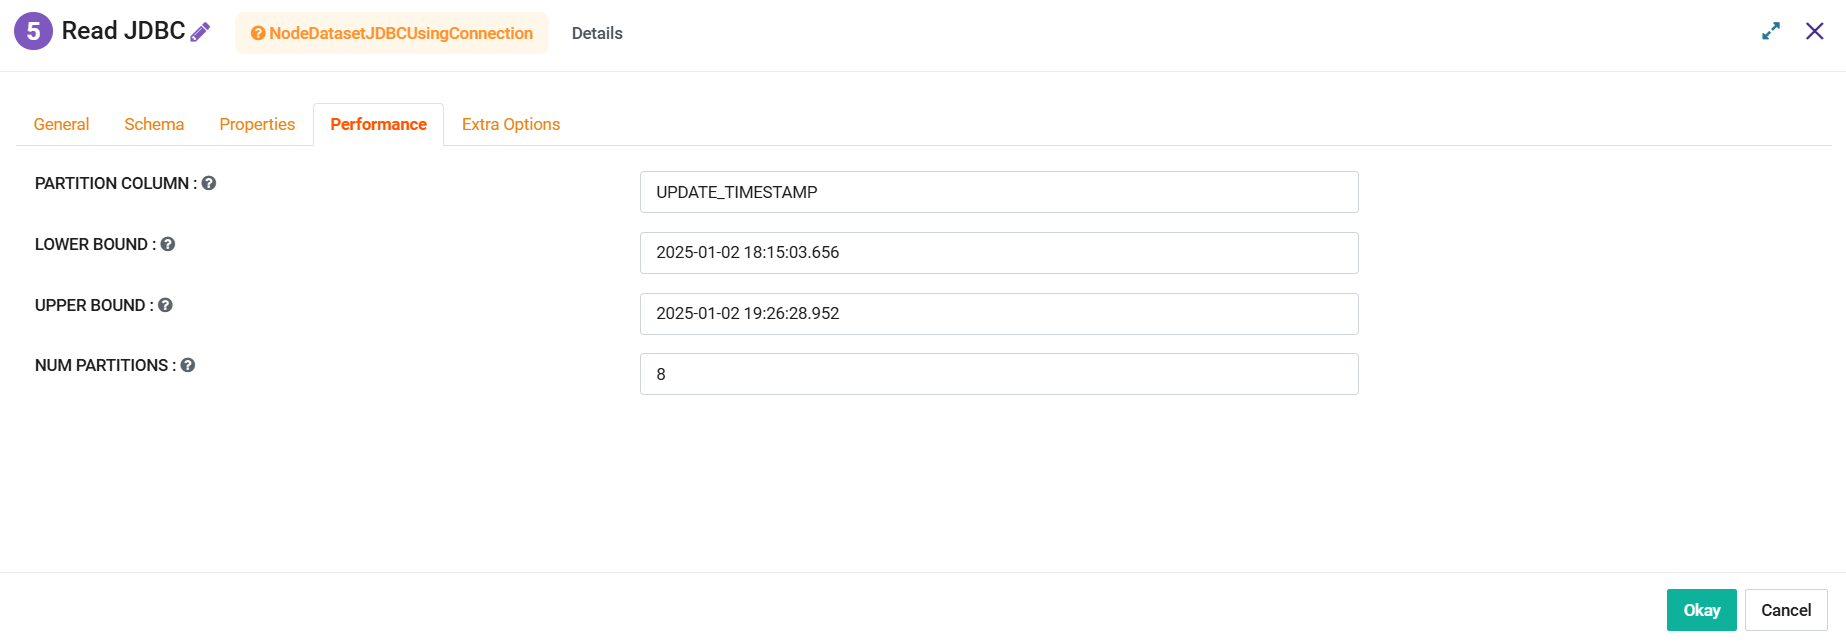 5 Read JDBC NodeDatasetJDBCUsingConnection Details
General Schema Properties Performance Extra Options
PARTITION COLUMN : UPDATE_TIMESTAMP
LOWER BOUND : 2025-01-02 18:15:03.656
UPPER BOUND : 2025-01-02 19:26:28.952
NUM PARTITIONS : 8
Okay Cancel